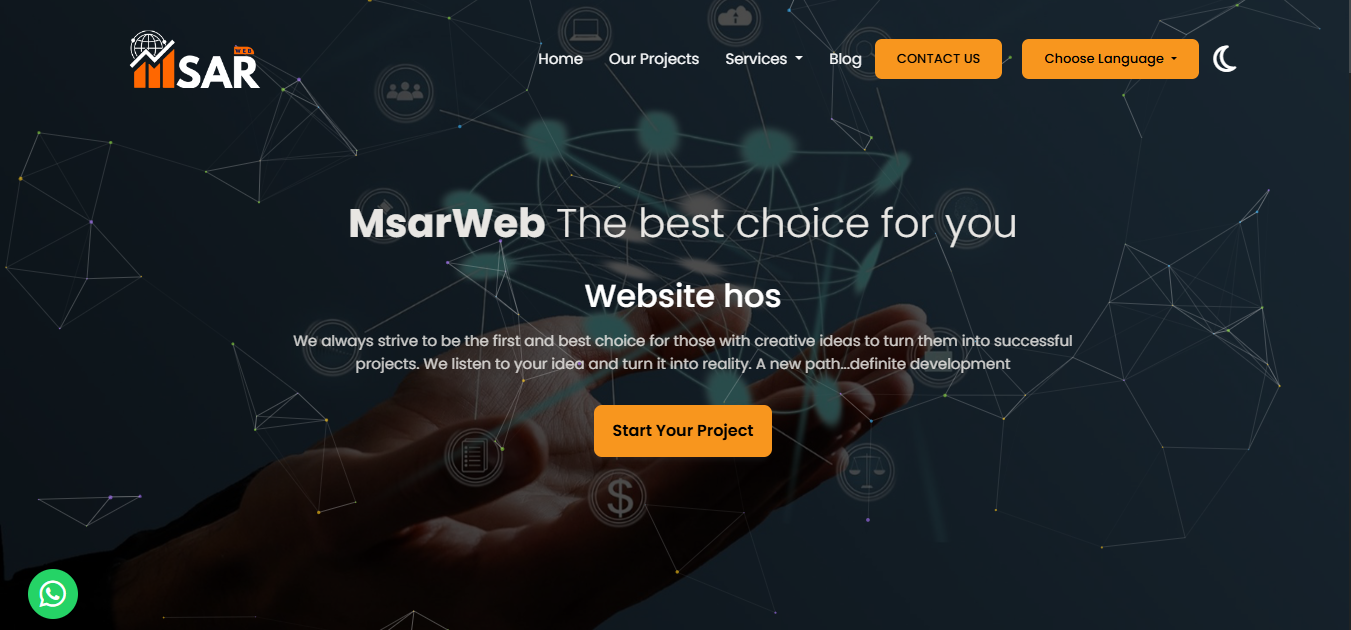 WEB
MSAR
Home
Our Projects
Services
Blog
CONTACT US
Choose Language
MsarWeb The best choice for you
Website hos
We always strive to be the first and best choice for those with creative ideas to turn them into successful
projects. We listen to your idea and turn it into reality. A new path...definite development
Start Your Project
$